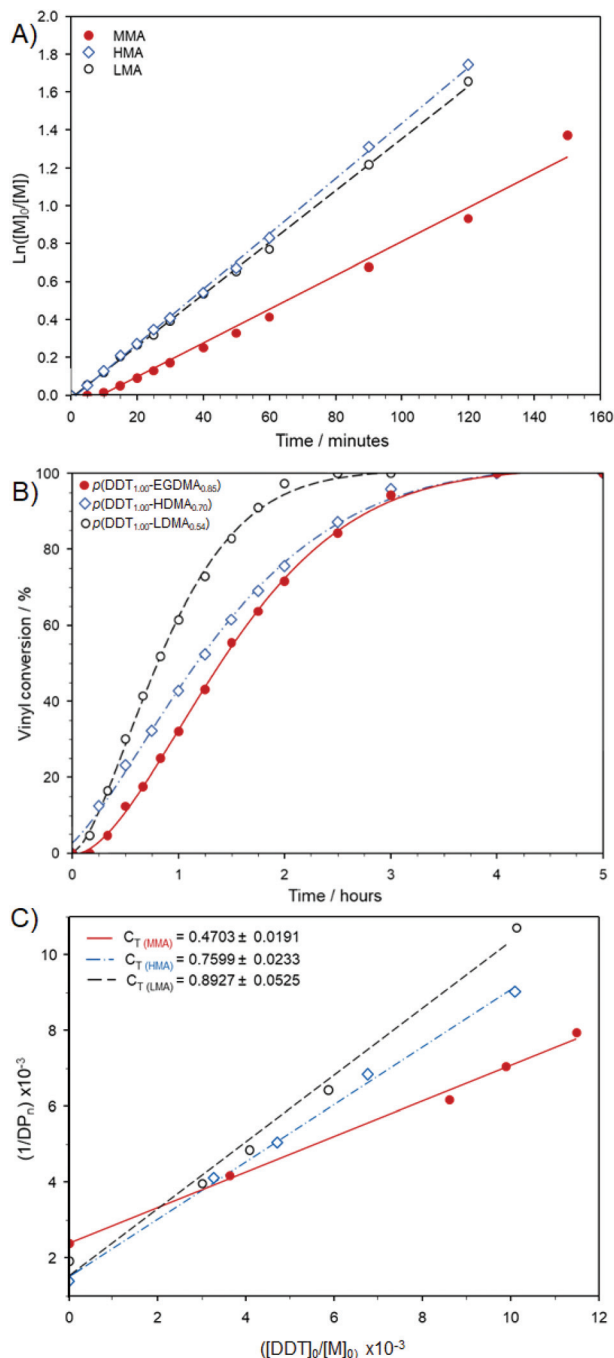 A)
MMA
HMA
LMA
Ln([M]₀/[M])
2.0
1.8
1.6
1.4
1.2
1.0
0.8
0.6
0.4
0.2
0.0
0 20 40 60 80 100 120 140 160
Time / minutes
B)
p(DDT₁.₀₀-EGDMA₀.₈₅)
p(DDT₁.₀₀-HDMA₀.₇₀)
p(DDT₁.₀₀-LDMA₀.₅₄)
Vinyl conversion / %
100
80
60
40
20
0
0 1 2 3 4 5
Time / hours
C)
C_T (MMA) = 0.4703 ± 0.0191
C_T (HMA) = 0.7599 ± 0.0233
C_T (LMA) = 0.8927 ± 0.0525
(1/DPₙ) x10⁻³
10
8
6
4
2
0 2 4 6 8 10 12
([DDT]₀/[M]₀) x10⁻³